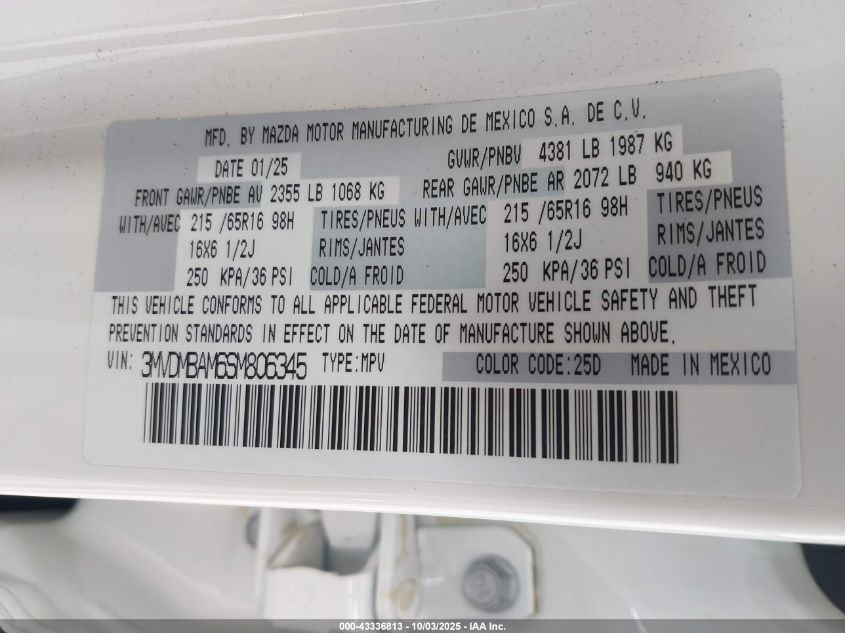 MFD. BY MAZDA MOTOR MANUFACTURING DE MEXICO S.A. DE C.V.
DATE 01/25 GVWR/PNBV 4381 LB 1987 KG
FRONT GAWR/PNBE AV 2355 LB 1068 KG REAR GAWR/PNBE AR 2072 LB 940 KG
WITH/AVEC 215 /65R16 98H TIRES/PNEUS WITH/AVEC 215 /65R16 98H TIRES/PNEUS
16X6 1/2J RIMS/JANTES 16X6 1/2J RIMS/JANTES
250 KPA/36 PSI COLD/A FROID 250 KPA/36 PSI COLD/A FROID
THIS VEHICLE CONFORMS TO ALL APPLICABLE FEDERAL MOTOR VEHICLE SAFETY AND THEFT
PREVENTION STANDARDS IN EFFECT ON THE DATE OF MANUFACTURE SHOWN ABOVE.
VIN: 3MVDMBAM6SM806345 TYPE:MPV COLOR CODE:25D MADE IN MEXICO
000-43336813 - 10/03/2025 - IAA Inc.